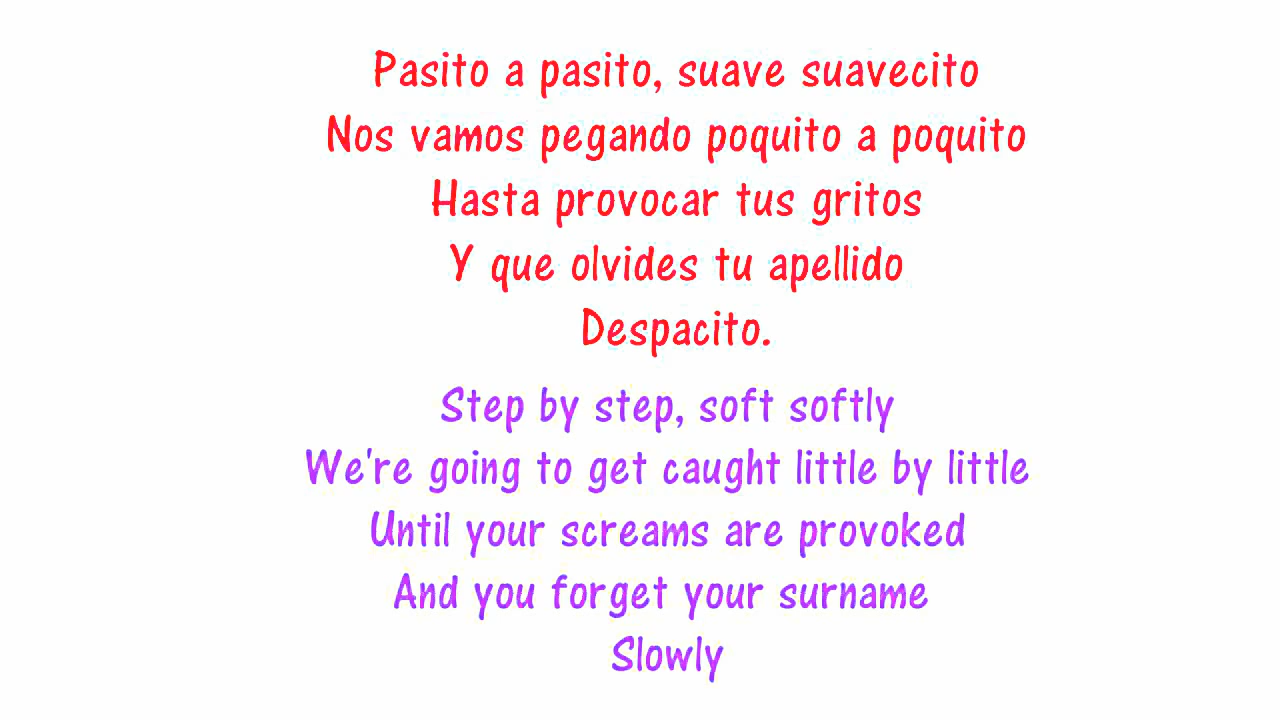 Pasito a pasito, suave suavecito
Nos vamos pegando poquito a poquito
Hasta provocar tus gritos
Y que olvides tu apellido
Despacito.
Step by step, soft softly
We're going to get caught little by little
Until your screams are provoked
And you forget your surname
Slowly